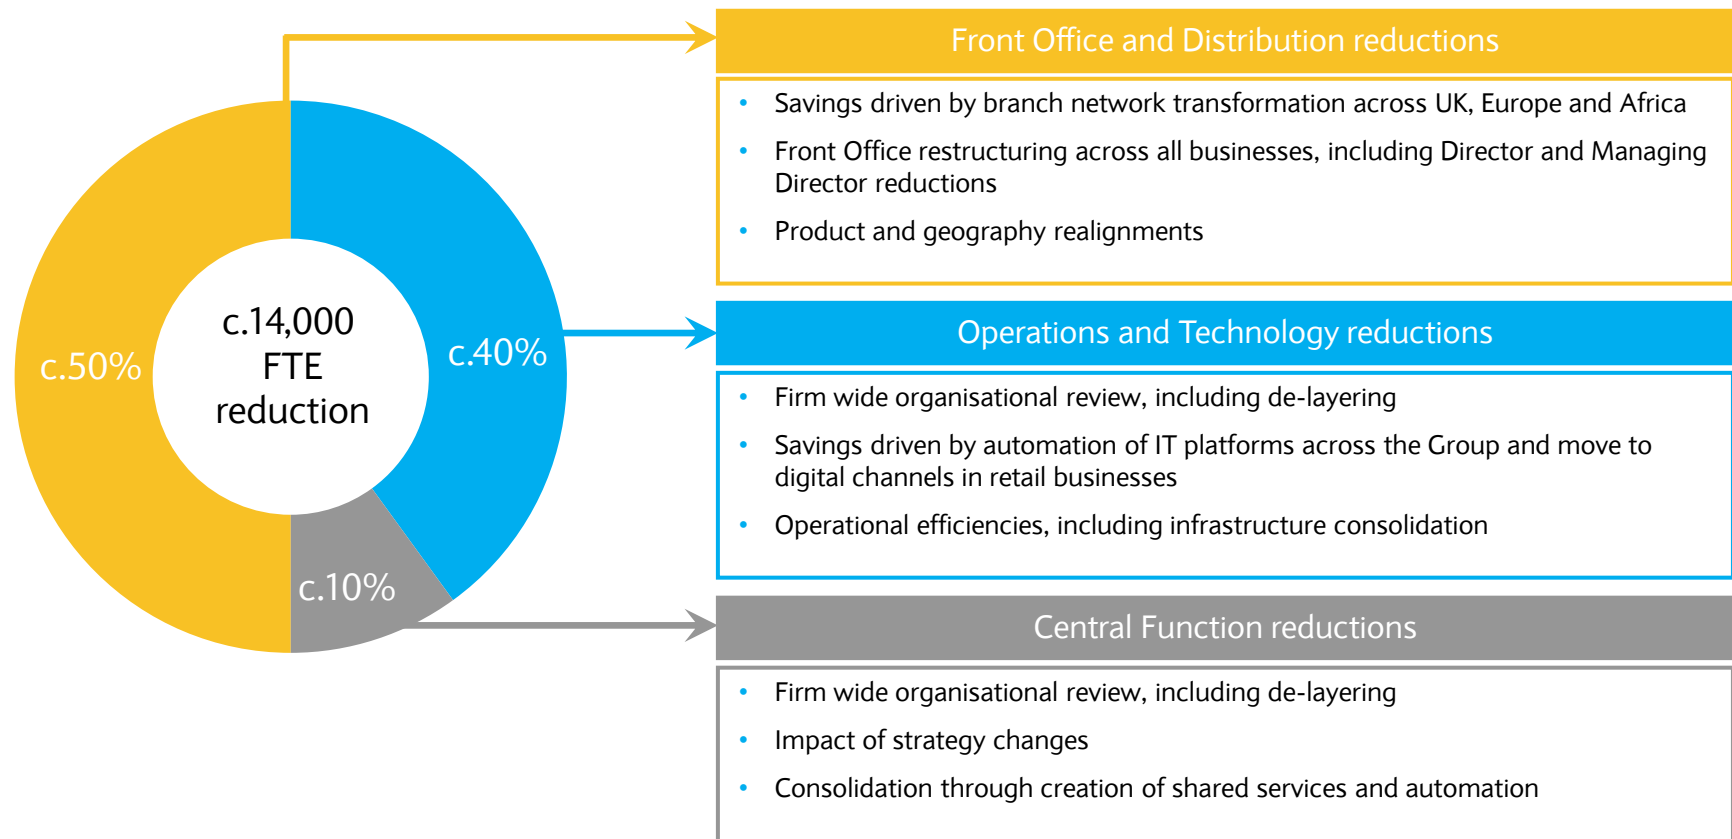 c.50%
c.14,000
FTE
reduction
c.40%
c.10%
Front Office and Distribution reductions
• Savings driven by branch network transformation across UK, Europe and Africa
• Front Office restructuring across all businesses, including Director and Managing
Director reductions
• Product and geography realignments
Operations and Technology reductions
• Firm wide organisational review, including de-layering
• Savings driven by automation of IT platforms across the Group and move to
digital channels in retail businesses
• Operational efficiencies, including infrastructure consolidation
Central Function reductions
• Firm wide organisational review, including de-layering
• Impact of strategy changes
• Consolidation through creation of shared services and automation